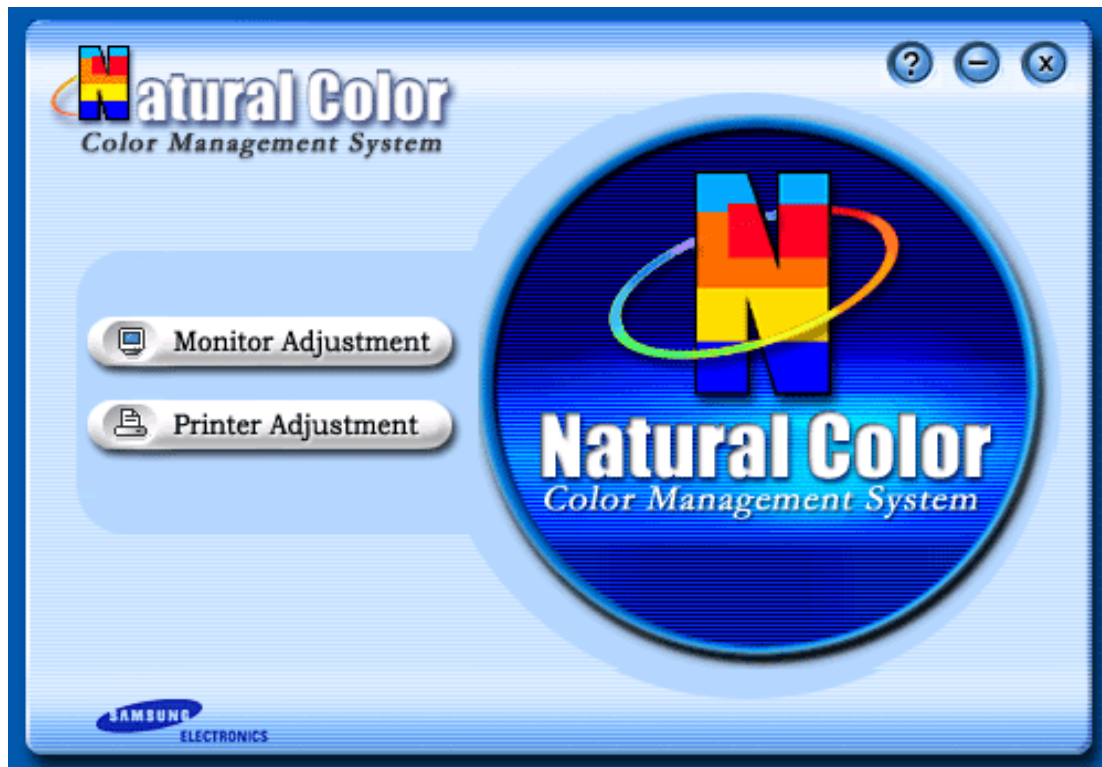 Natural Color
Color Management System
? − x
Monitor Adjustment
Printer Adjustment
N
Natural Color
Color Management System
SAMSUNG
ELECTRONICS